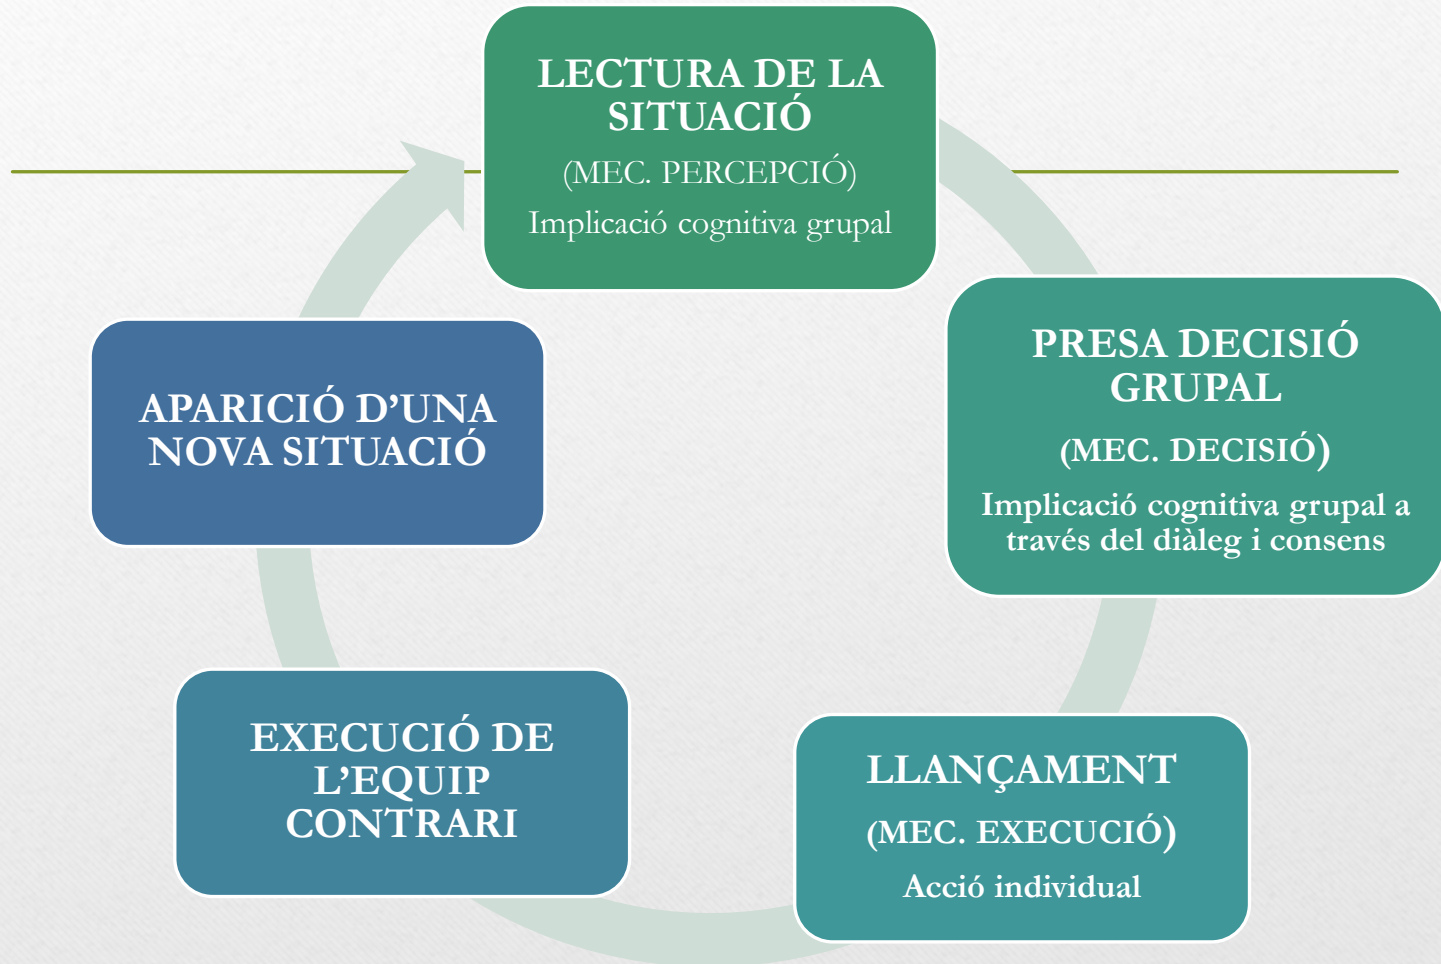 LECTURA DE LA
SITUACIÓ
(MEC. PERCEPCIÓ)
Implicació cognitiva grupal
PRESA DECISIÓ
GRUPAL
(MEC. DECISIÓ)
Implicació cognitiva grupal a
través del diàleg i consens
LLANÇAMENT
(MEC. EXECUCIÓ)
Acció individual
EXECUCIÓ DE
L’EQUIP
CONTRARI
APARICIÓ D’UNA
NOVA SITUACIÓ